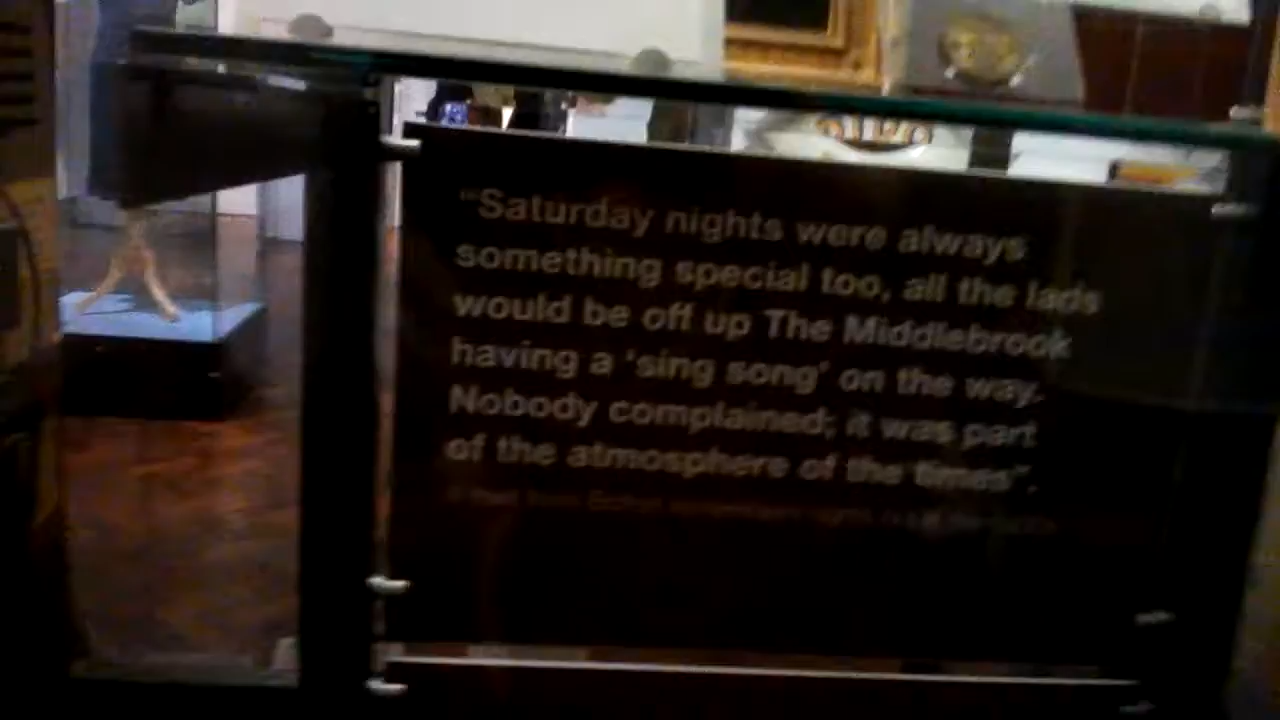 "Saturday nights were always
something special too, all the lads
would be off up The Middlebrook
having a 'sing song' on the way.
Nobody complained; it was part
of the atmosphere of the times".